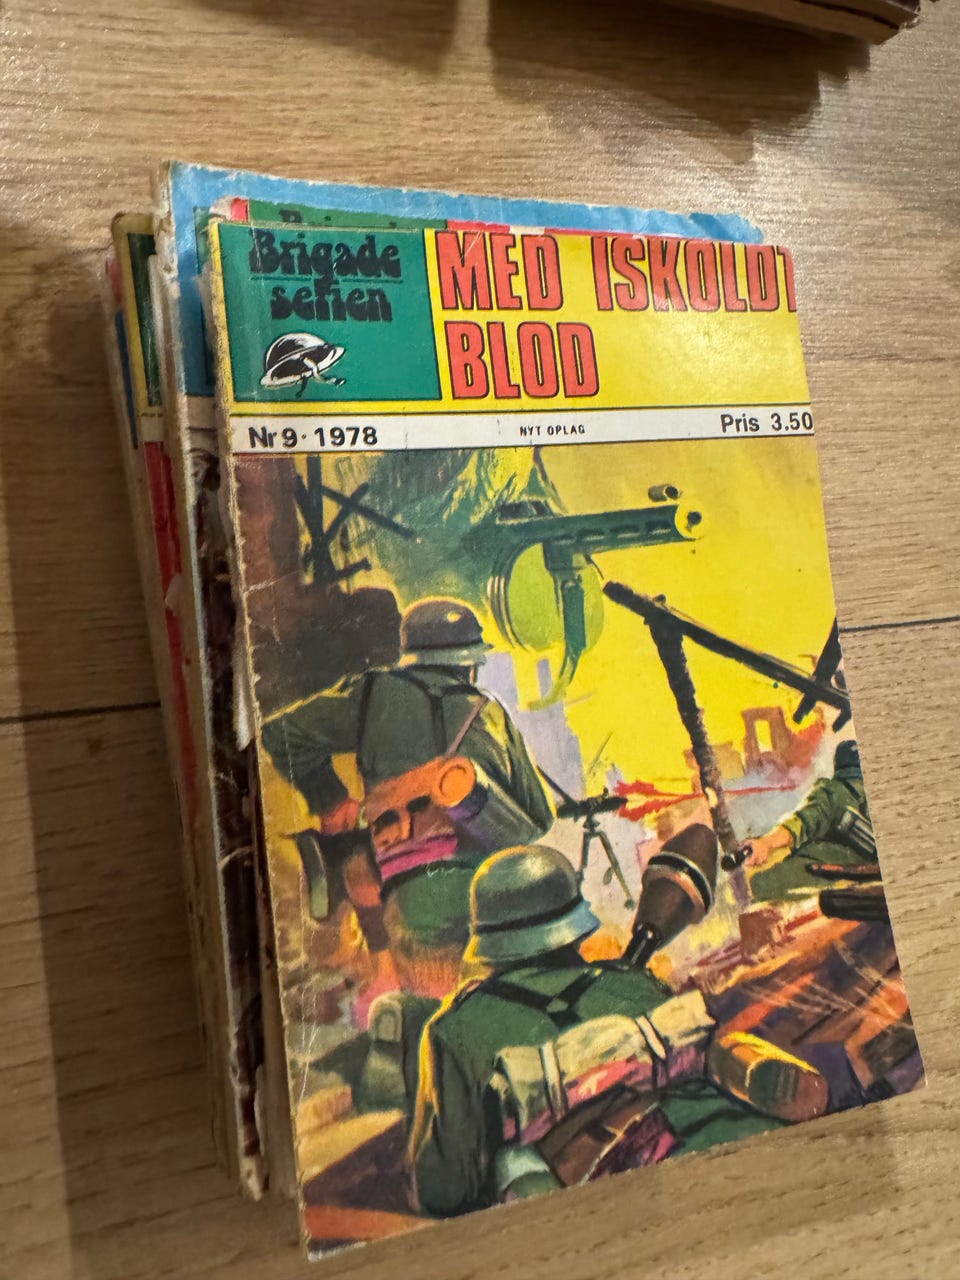 Brigade
serien
MED ISKOLDT
BLOD
Nr 9 · 1978
NYT OPLAG
Pris 3.50